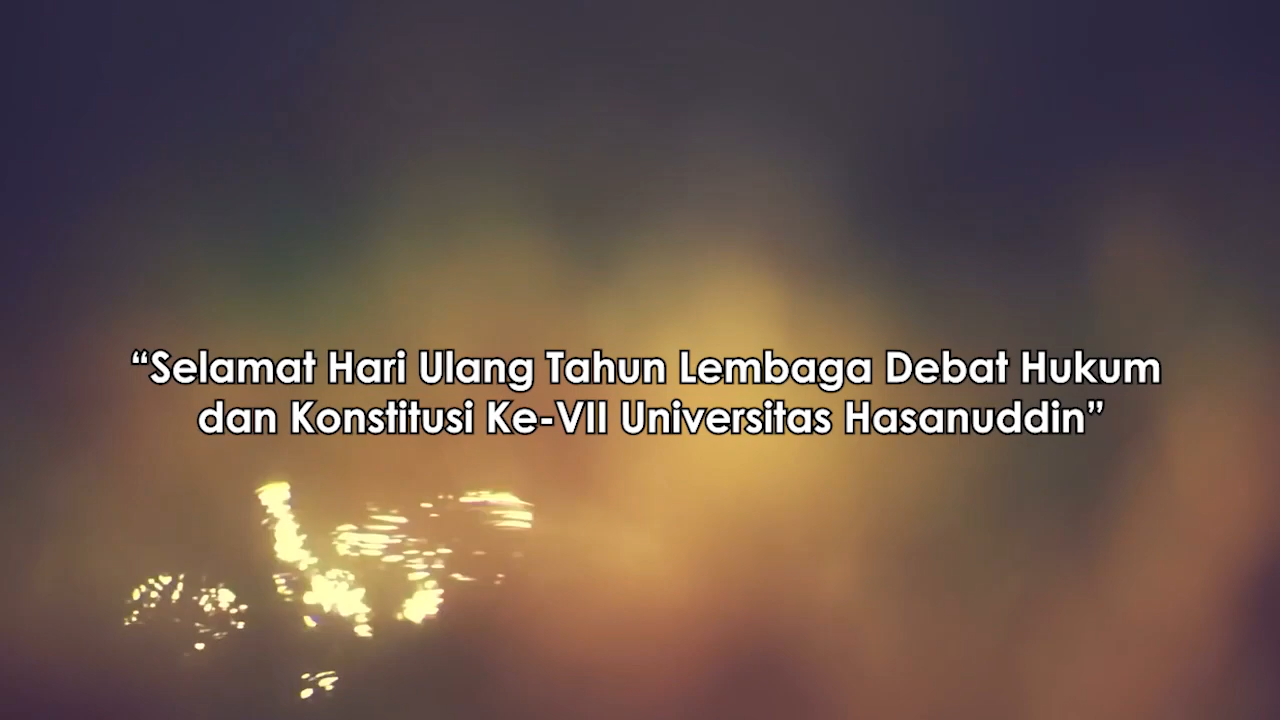 “Selamat Hari Ulang Tahun Lembaga Debat Hukum
dan Konstitusi Ke-VII Universitas Hasanuddin”